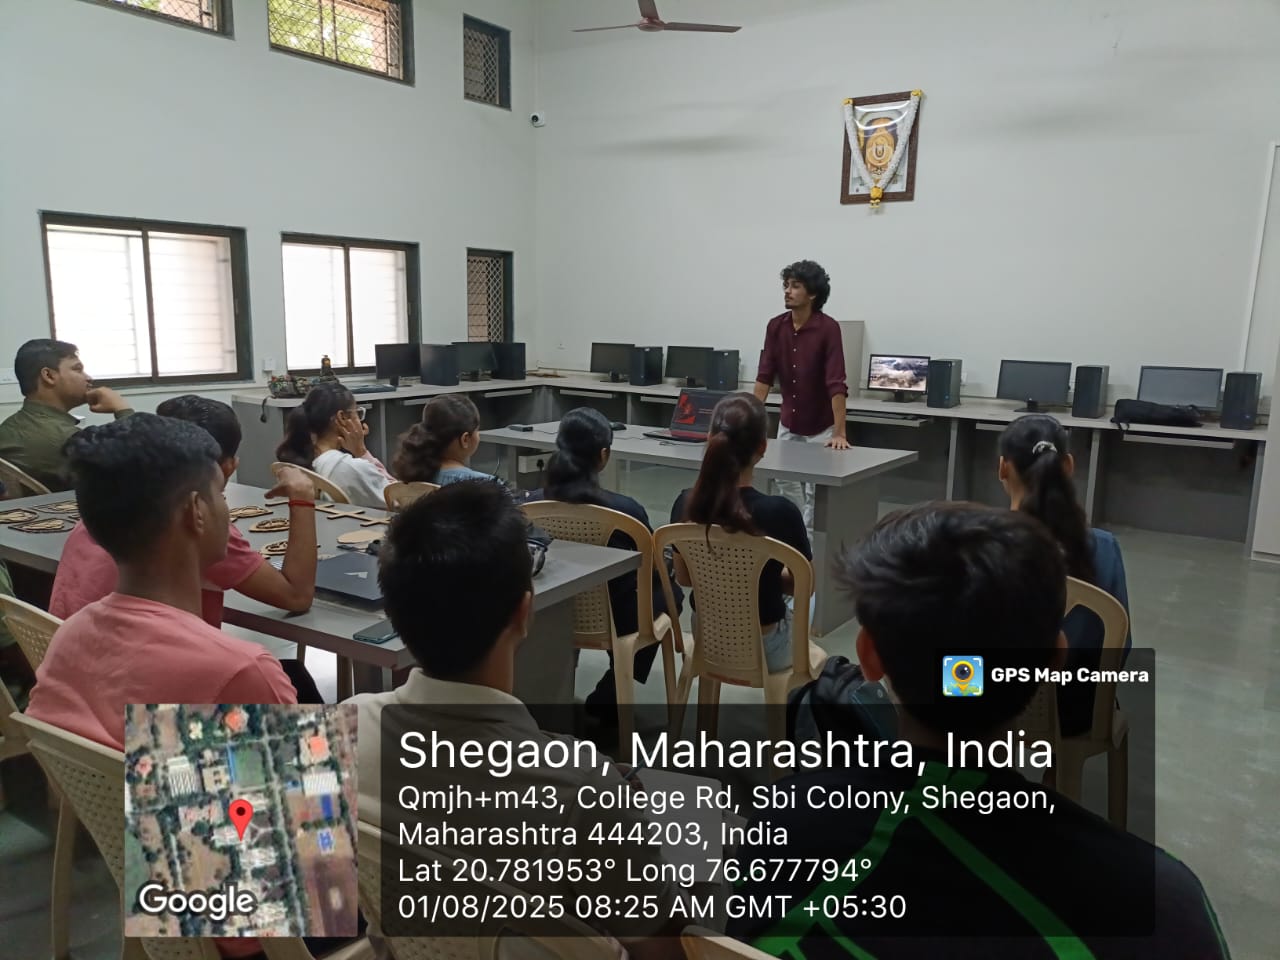 GPS Map Camera
Shegaon, Maharashtra, India
Qmjh+m43, College Rd, Sbi Colony, Shegaon,
Maharashtra 444203, India
Lat 20.781953° Long 76.677794°
01/08/2025 08:25 AM GMT +05:30
Google